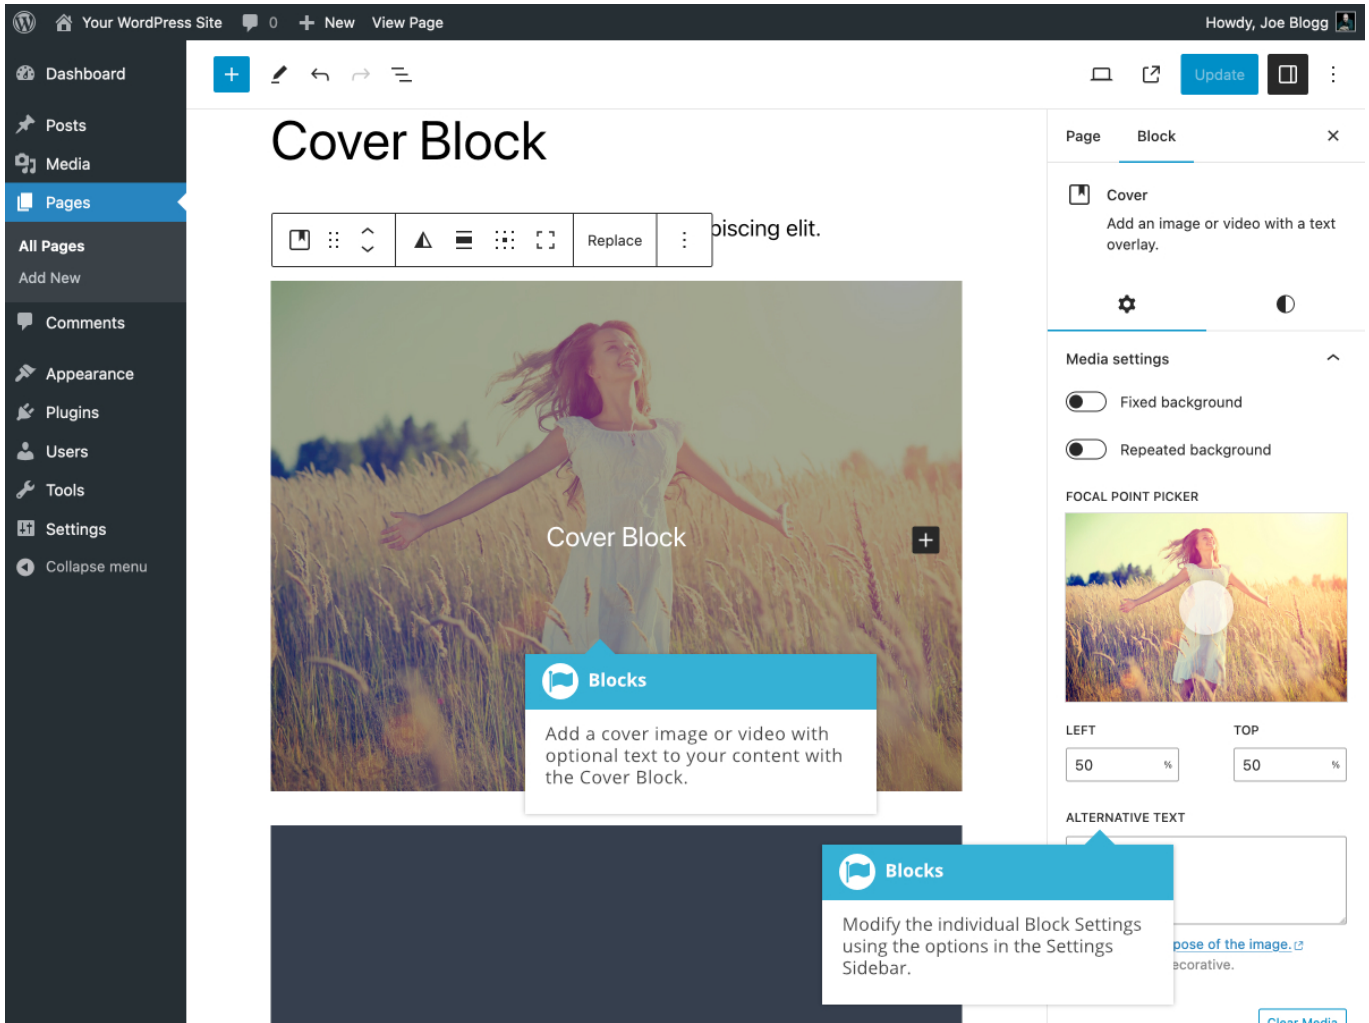 Your WordPress Site 0 New View Page Howdy, Joe Blogg
Dashboard
Posts
Media
Pages
All Pages
Add New
Comments
Appearance
Plugins
Users
Tools
Settings
Collapse menu
Update
Cover Block
elit.
Replace
Cover Block
Blocks
Add a cover image or video with
optional text to your content with
the Cover Block.
Page Block
Cover
Add an image or video with a text
overlay.
Media settings
Fixed background
Repeated background
FOCAL POINT PICKER
LEFT TOP
50 % 50 %
ALTERNATIVE TEXT
Blocks
Modify the individual Block Settings
using the options in the Settings
Sidebar.
of the image.
Clear Media